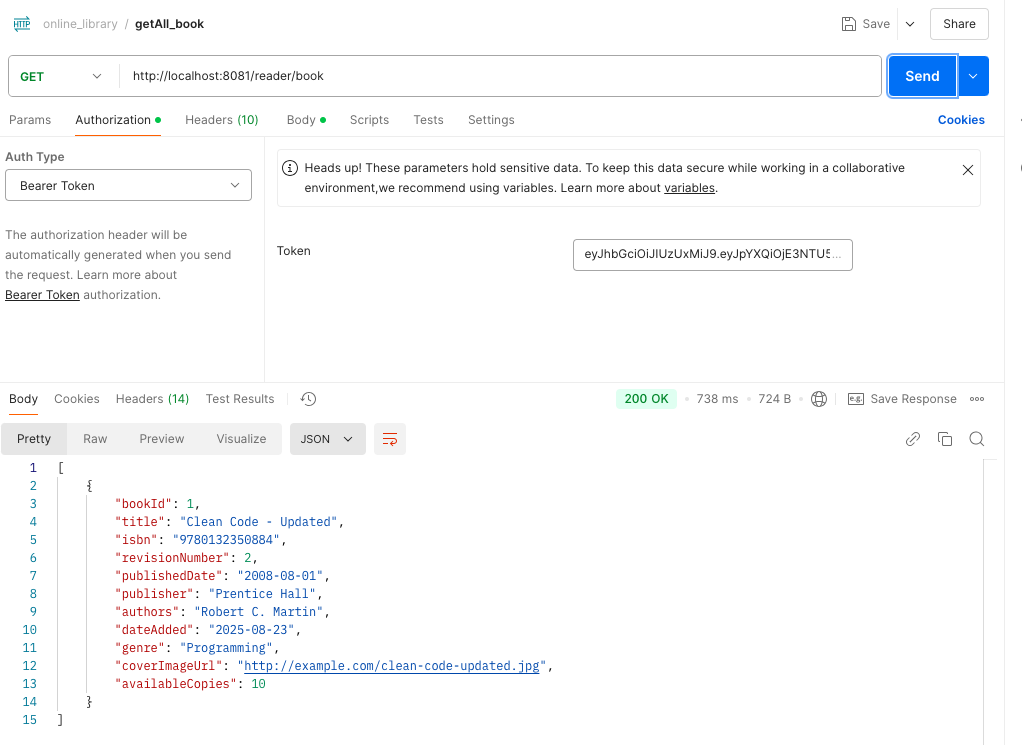 HTTP online_library / getAll_book Save Share
GET http://localhost:8081/reader/book Send
Params Authorization Headers (10) Body Scripts Tests Settings Cookies
Auth Type
Bearer Token
The authorization header will be
automatically generated when you send
the request. Learn more about
Bearer Token authorization.
Heads up! These parameters hold sensitive data. To keep this data secure while working in a collaborative
environment,we recommend using variables. Learn more about variables.
Token eyJhbGciOiJIUzUxMiJ9.eyJpYXQiOjE3NTU5...
Body Cookies Headers (14) Test Results 200 OK 738 ms 724 B e.g. Save Response
Pretty Raw Preview Visualize JSON
1 [
2 {
3 "bookId": 1,
4 "title": "Clean Code - Updated",
5 "isbn": "9780132350884",
6 "revisionNumber": 2,
7 "publishedDate": "2008-08-01",
8 "publisher": "Prentice Hall",
9 "authors": "Robert C. Martin",
10 "dateAdded": "2025-08-23",
11 "genre": "Programming",
12 "coverImageUrl": "http://example.com/clean-code-updated.jpg",
13 "availableCopies": 10
14 }
15 ]